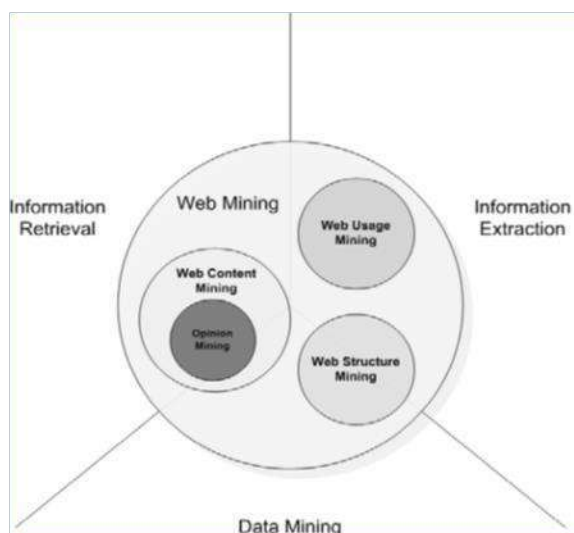 Information
Retrieval
Web Mining
Web Usage
Mining
Information
Extraction
Web Content
Mining
Opinion
Mining
Web Structure
Mining
Data Mining